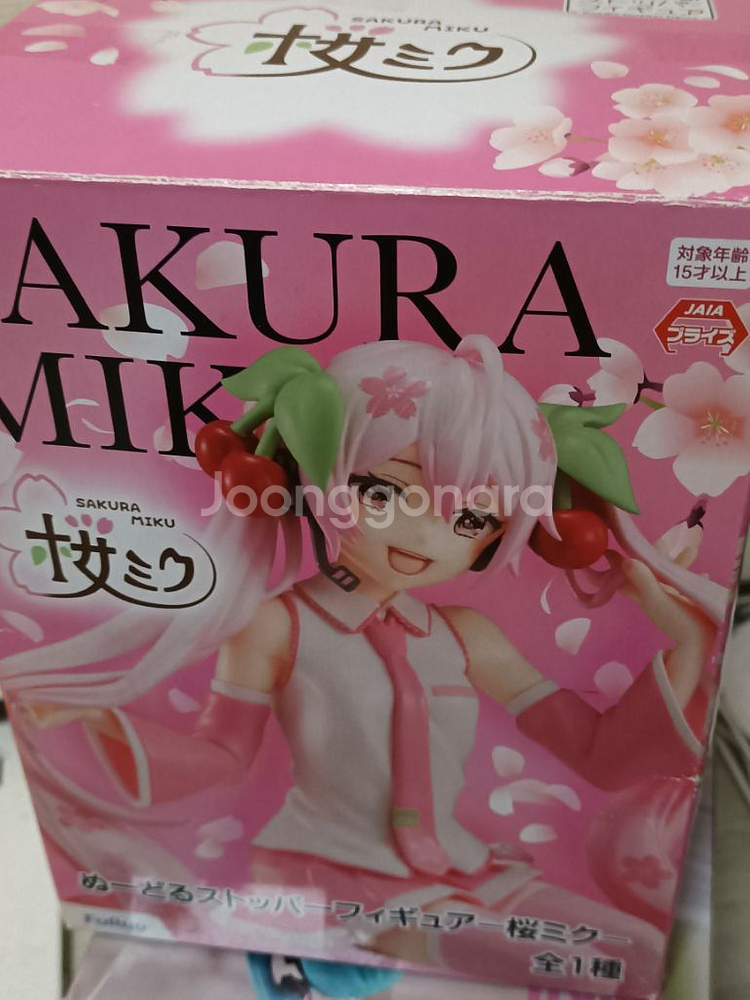 SAKURA
MIKU
桜ミク
AKURA
MIK
対象年齢
15才以上
JAIA
プライズ
SAKURA
MIKU
桜ミク
Joonggonara
ぬーどるストッパーフィギュアー桜ミクー
全1種
FuRyu